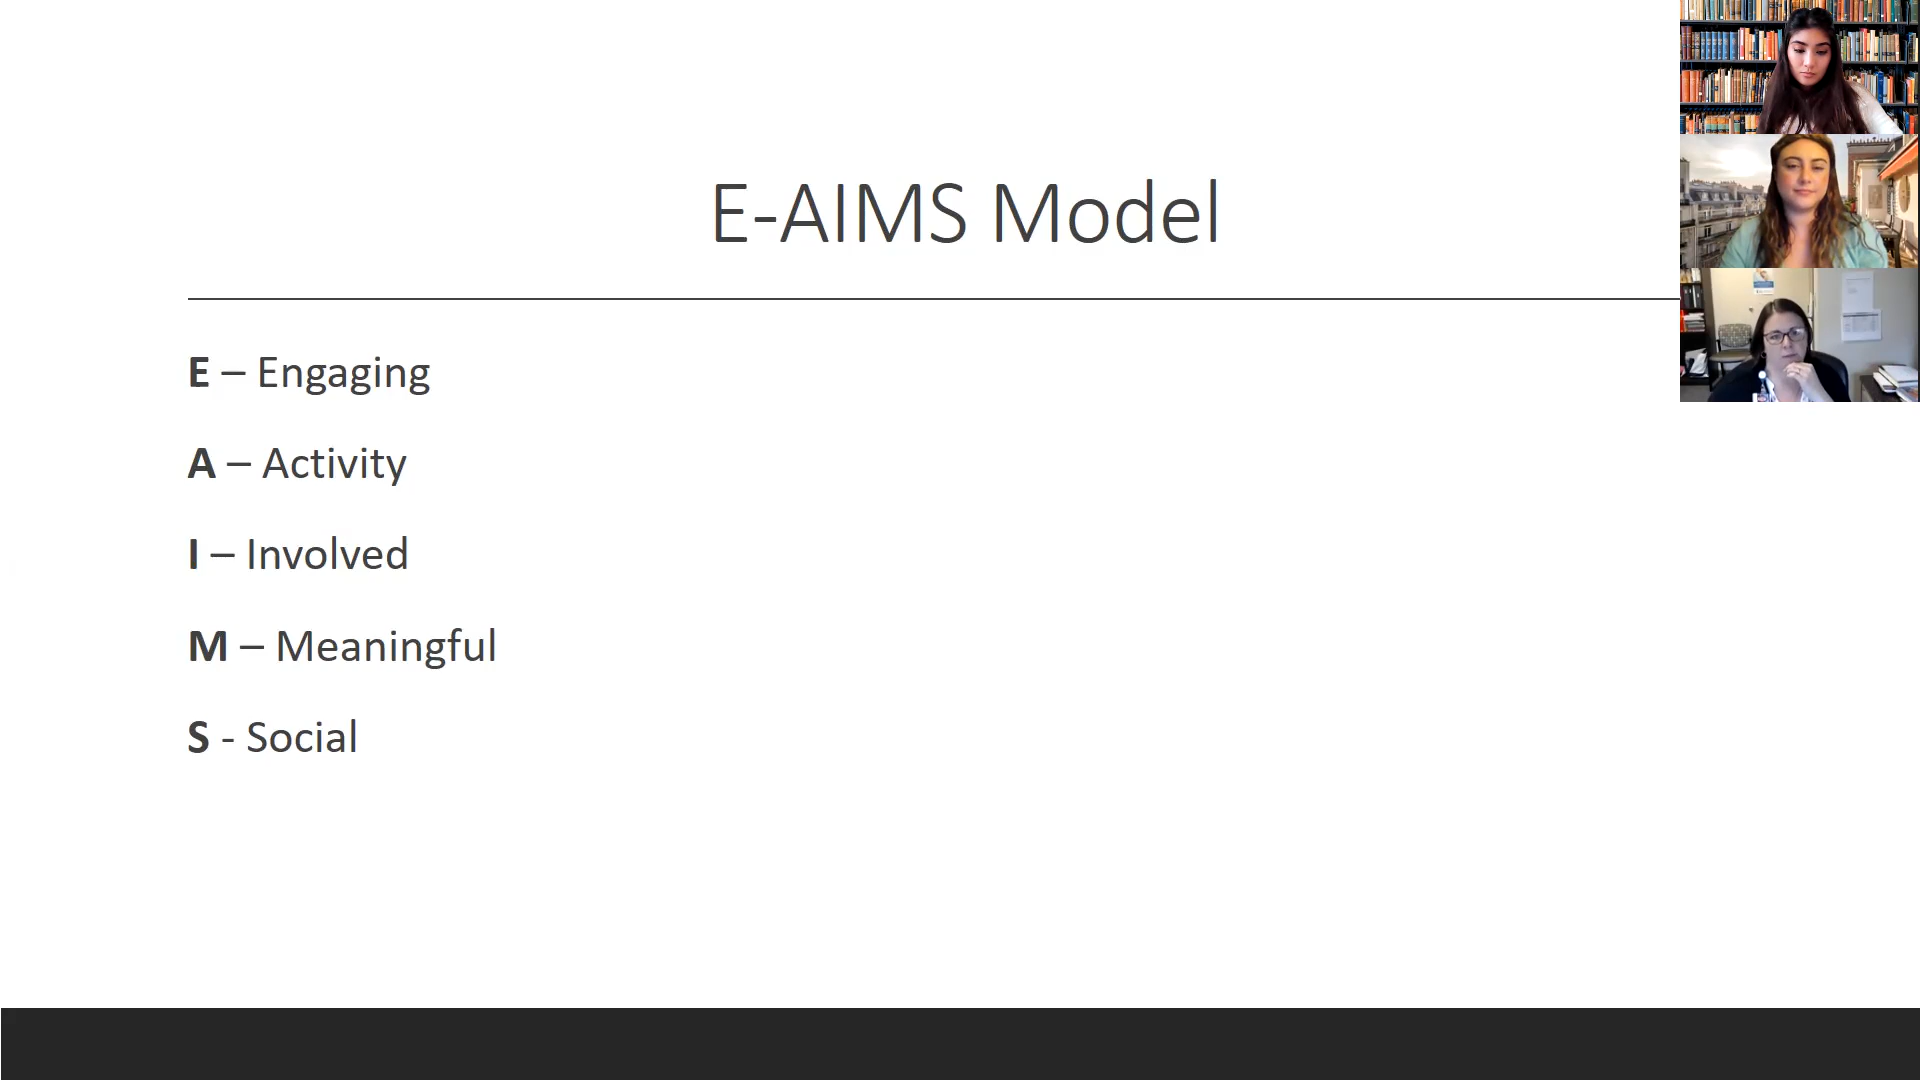 E-AIMS Model
E – Engaging
A – Activity
I – Involved
M – Meaningful
S - Social